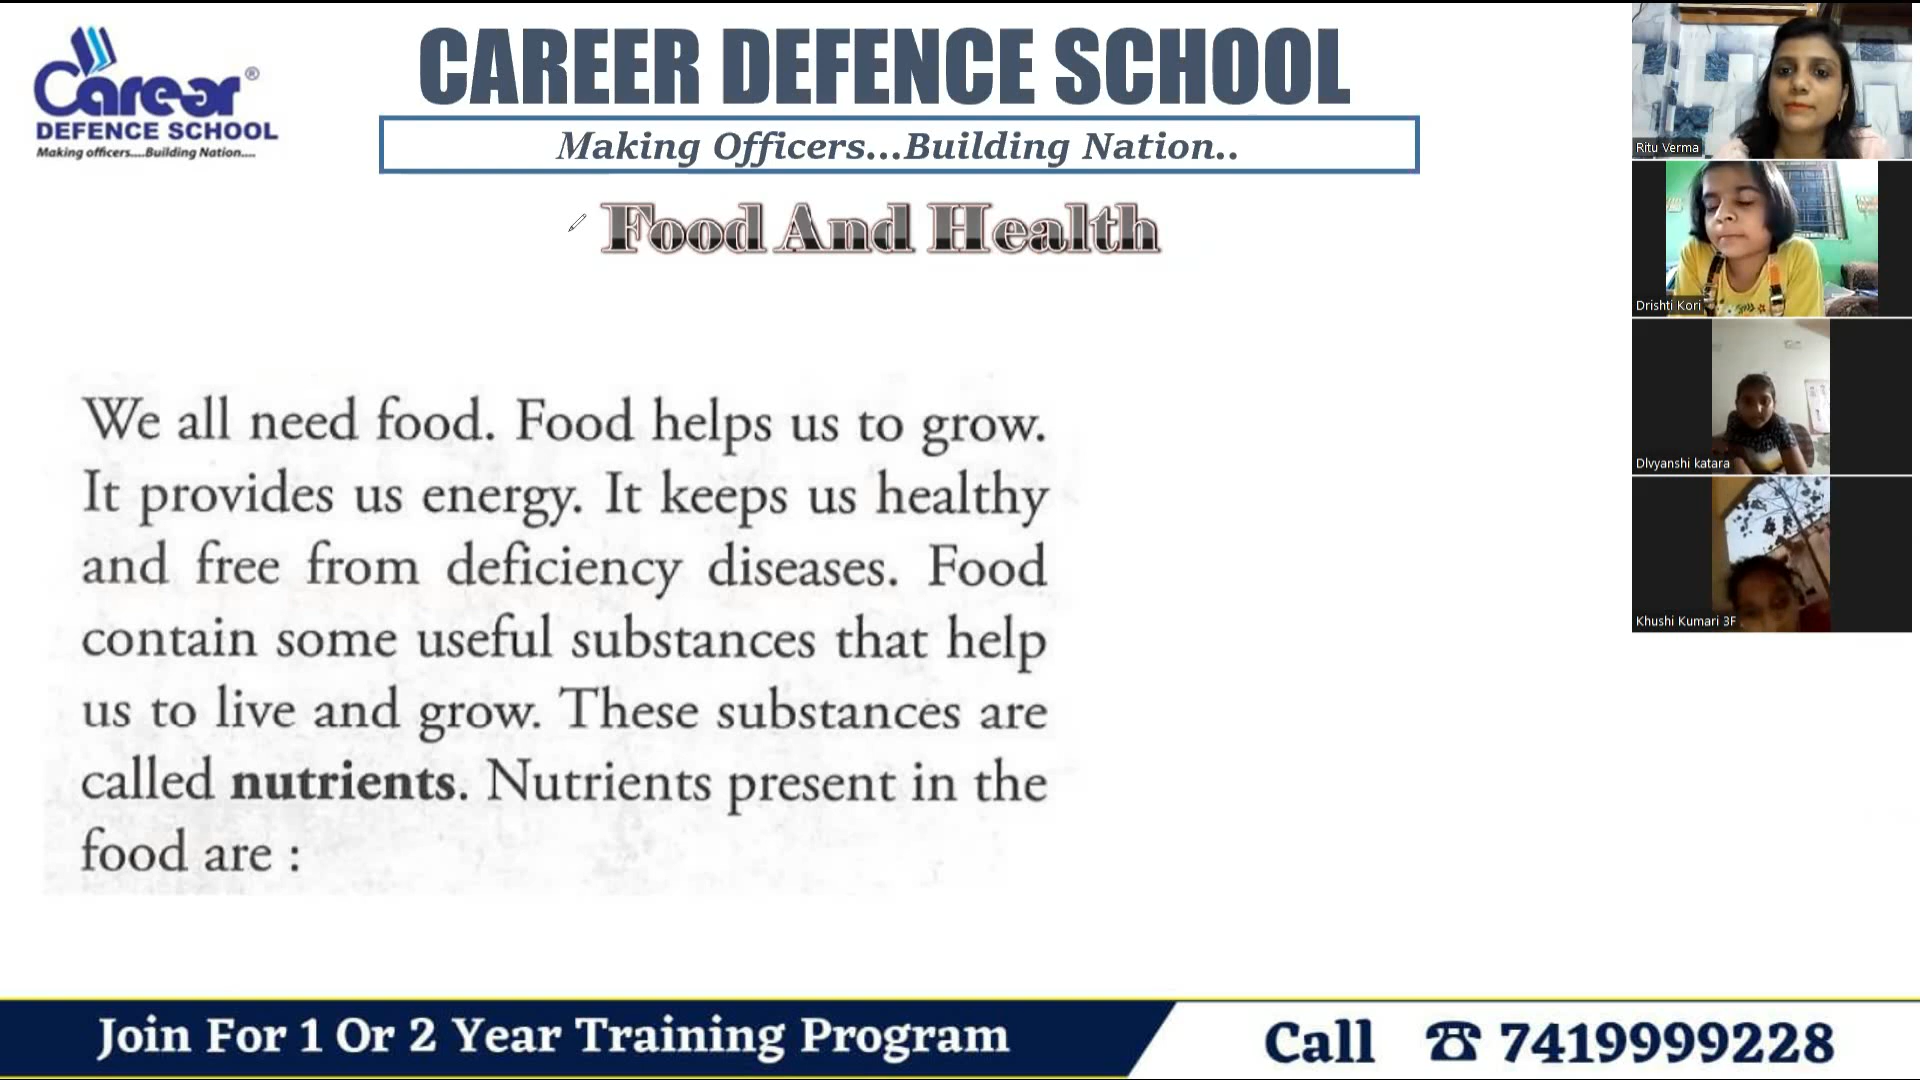 Carear®
DEFENCE SCHOOL
Making officers....Building Nation....
CAREER DEFENCE SCHOOL
Making Officers...Building Nation..
Food And Health
We all need food. Food helps us to grow.
It provides us energy. It keeps us healthy
and free from deficiency diseases. Food
contain some useful substances that help
us to live and grow. These substances are
called nutrients. Nutrients present in the
food are :
Ritu Verma
Drishti Kori
DIvyanshi katara
Khushi Kumari 3F
Join For 1 Or 2 Year Training Program
Call ☎ 7419999228